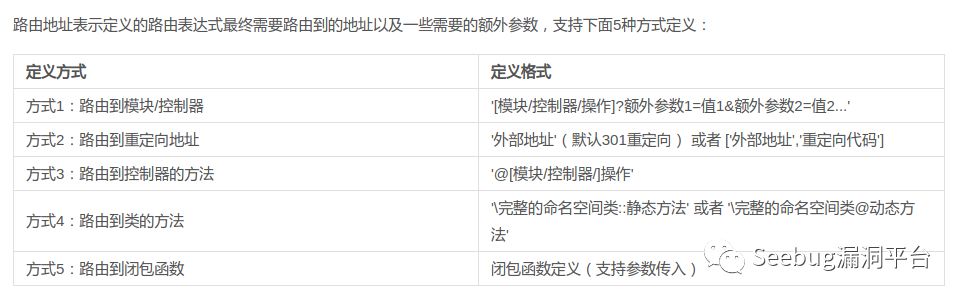 路由地址表示定义的路由表达式最终需要路由到的地址以及一些需要的额外参数，支持下面5种方式定义：
定义方式 定义格式
方式1：路由到模块/控制器 '[模块/控制器/操作]?额外参数1=值1&额外参数2=值2...'
方式2：路由到重定向地址 '外部地址'（默认301重定向） 或者 ['外部地址','重定向代码']
方式3：路由到控制器的方法 '@[模块/控制器/]操作'
方式4：路由到类的方法 '\完整的命名空间类::静态方法' 或者 '\完整的命名空间类@动态方
法'
方式5：路由到闭包函数 闭包函数定义（支持参数传入）
Seebug漏洞平台